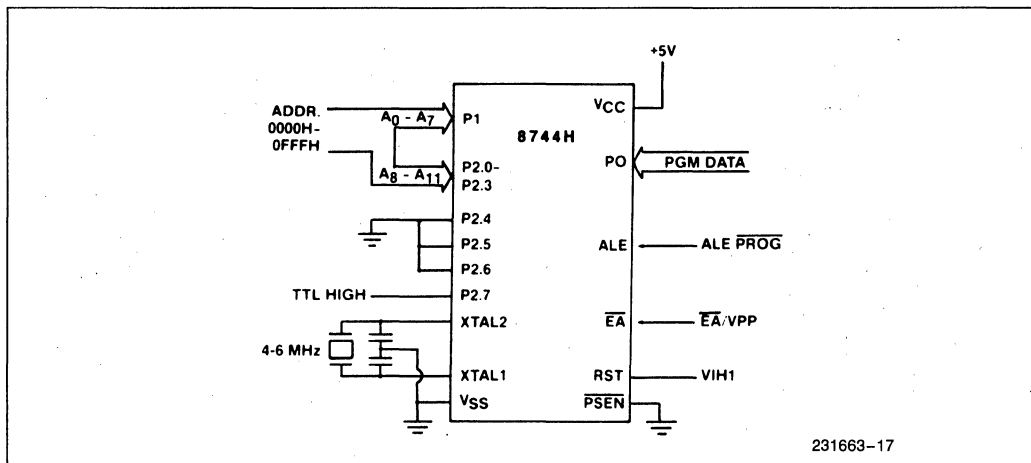 +5V
ADDR.
0000H-
0FFFH
A0 - A7
A8 - A11
P1
P2.0-
P2.3
P2.4
P2.5
P2.6
TTL HIGH
P2.7
4-6 MHz
XTAL2
XTAL1
VSS
8744H
VCC
PO
PGM DATA
ALE
ALE PROG
EA
EA/VPP
RST
VIH1
PSEN
231663-17